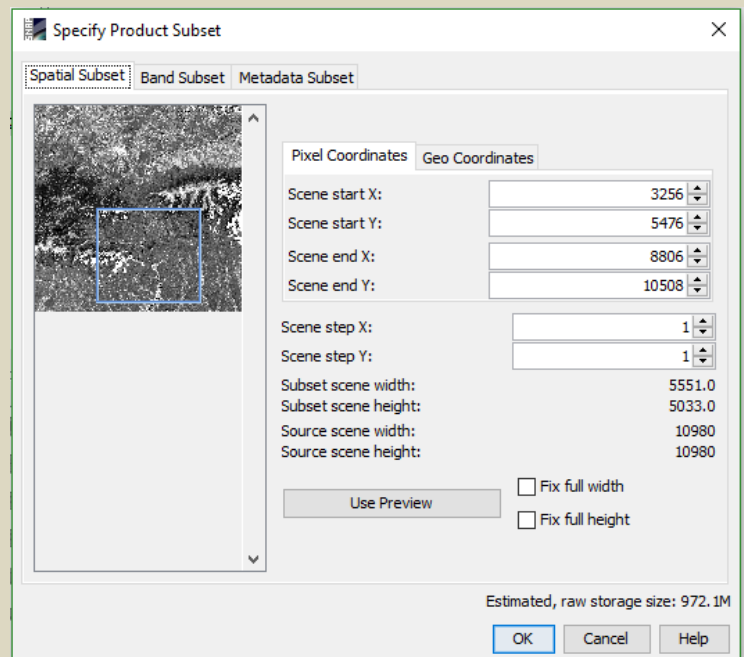 Specify Product Subset
Spatial Subset Band Subset Metadata Subset
Pixel Coordinates Geo Coordinates
Scene start X: 3256
Scene start Y: 5476
Scene end X: 8806
Scene end Y: 10508
Scene step X: 1
Scene step Y: 1
Subset scene width: 5551.0
Subset scene height: 5033.0
Source scene width: 10980
Source scene height: 10980
Use Preview
Fix full width
Fix full height
Estimated, raw storage size: 972.1M
OK Cancel Help